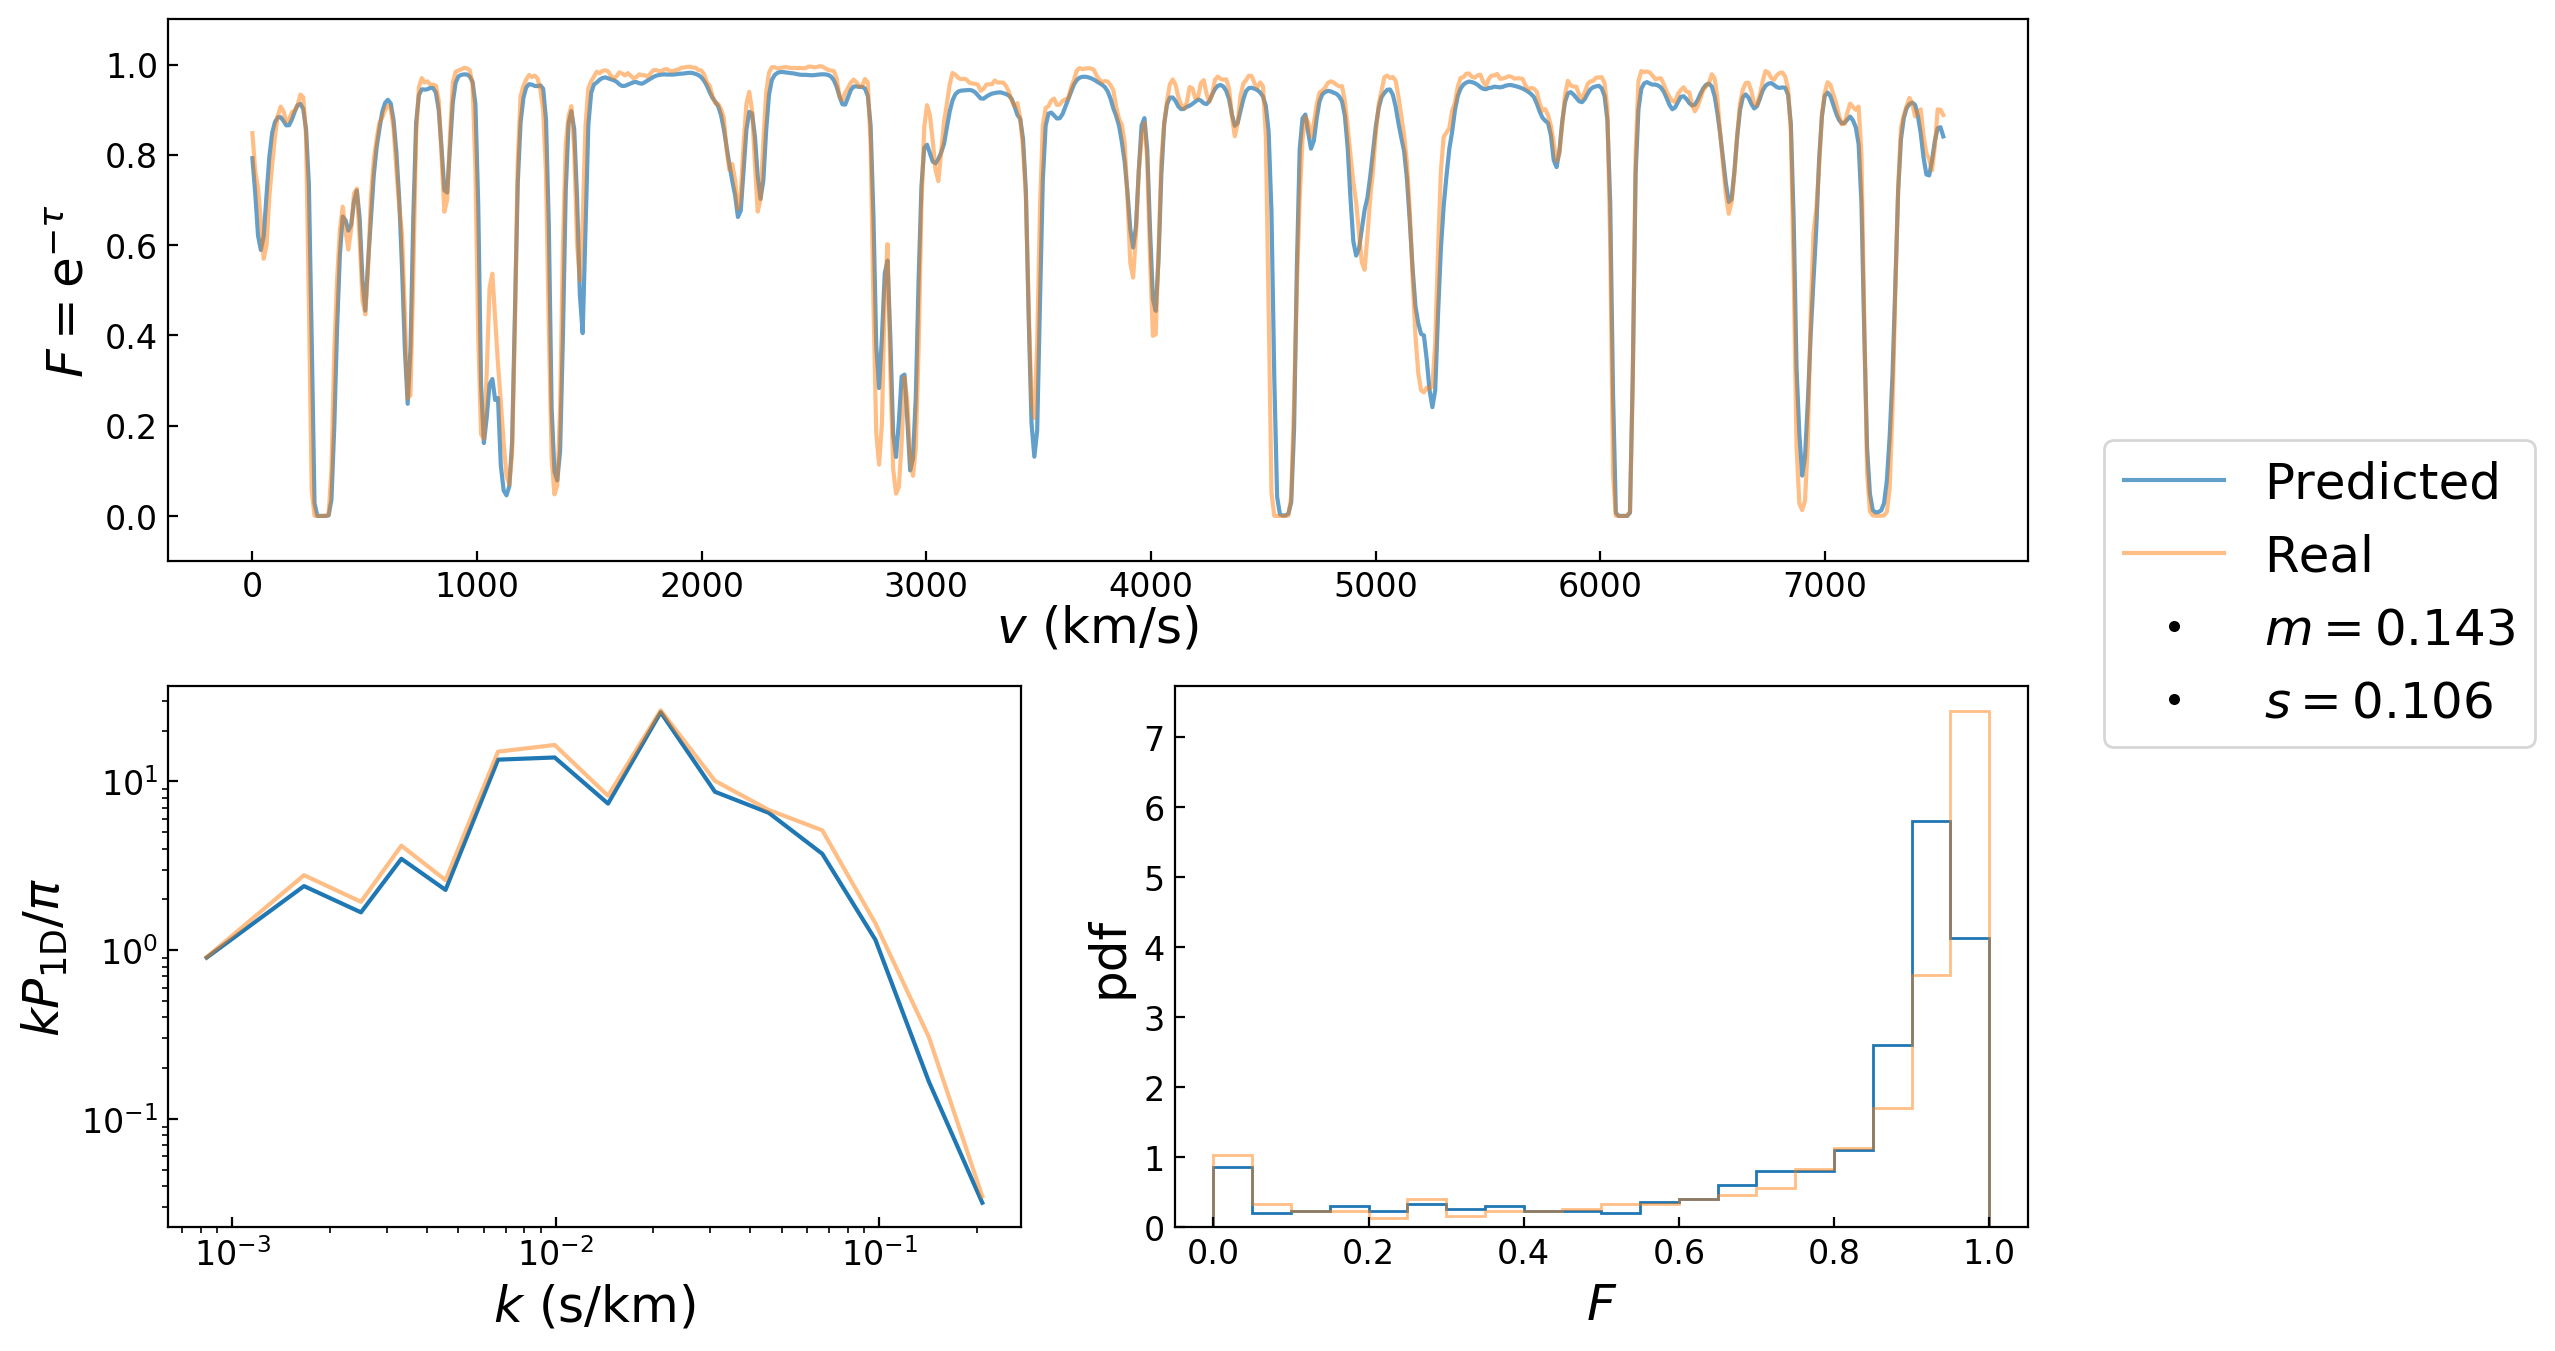 1.0
0.8
0.6
0.4
0.2
0.0
F = e^{−τ}
0 1000 2000 3000 4000 5000 6000 7000
v (km/s)
Predicted
Real
m = 0.143
s = 0.106
10^1
10^0
10^{−1}
kP_{1D}/π
10^{−3} 10^{−2} 10^{−1}
k (s/km)
7
6
5
4
3
2
1
0
pdf
0.0 0.2 0.4 0.6 0.8 1.0
F